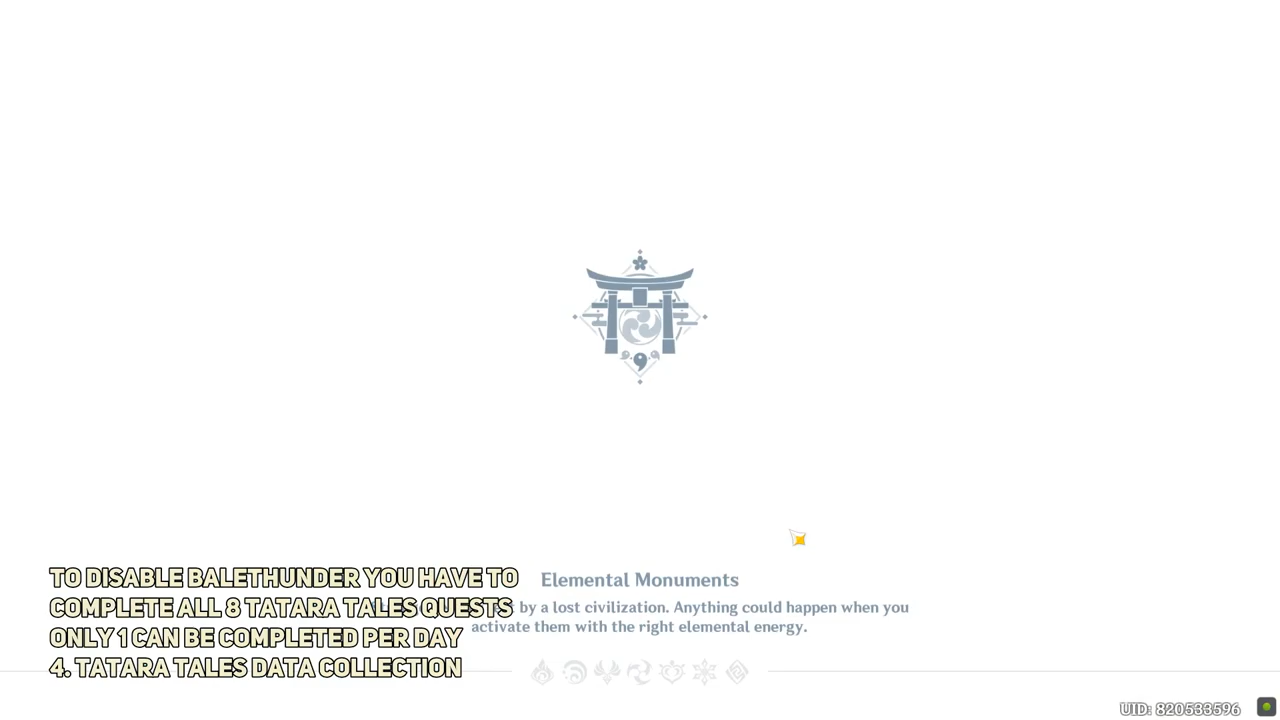 TO DISABLE BALETHUNDER YOU HAVE TO
COMPLETE ALL 8 TATARA TALES QUESTS
ONLY 1 CAN BE COMPLETED PER DAY
4. TATARA TALES DATA COLLECTION
Elemental Monuments
by a lost civilization. Anything could happen when you
activate them with the right elemental energy.
UID: 820533596